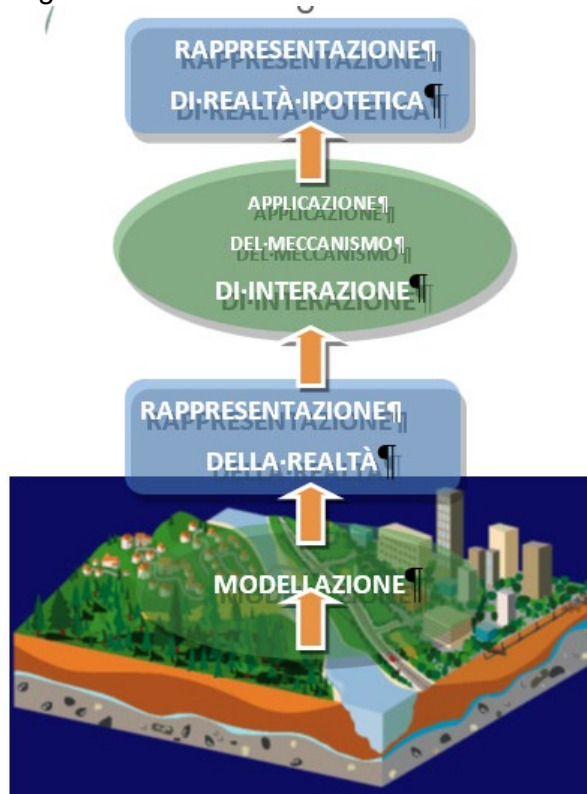 RAPPRESENTAZIONE¶
DI·REALTÀ·IPOTETICA¶
APPLICAZIONE¶
DEL·MECCANISMO¶
DI·INTERAZIONE¶
RAPPRESENTAZIONE¶
DELLA·REALTÀ¶
MODELLAZIONE¶